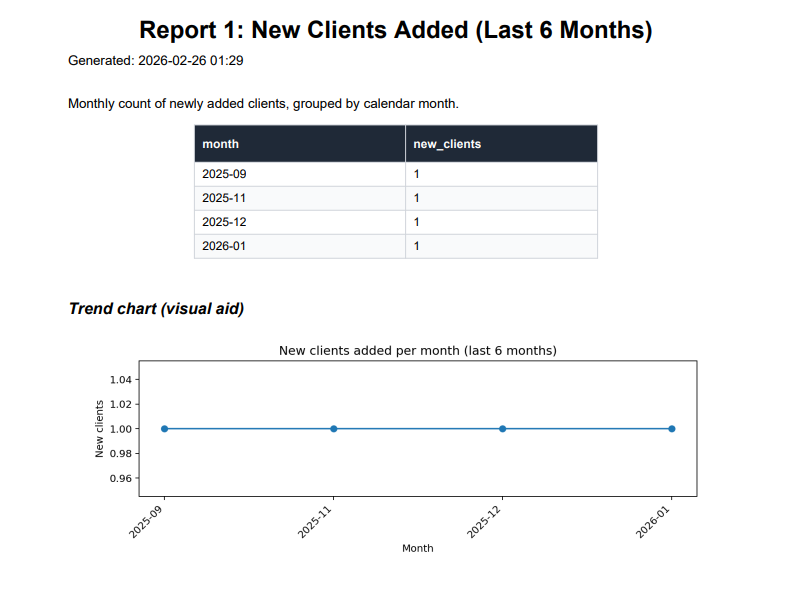 Report 1: New Clients Added (Last 6 Months)
Generated: 2026-02-26 01:29
Monthly count of newly added clients, grouped by calendar month.
month new_clients
2025-09 1
2025-11 1
2025-12 1
2026-01 1
Trend chart (visual aid)
New clients added per month (last 6 months)
1.04
1.02
1.00
0.98
0.96
New clients
2025-09 2025-11 2025-12 2026-01
Month